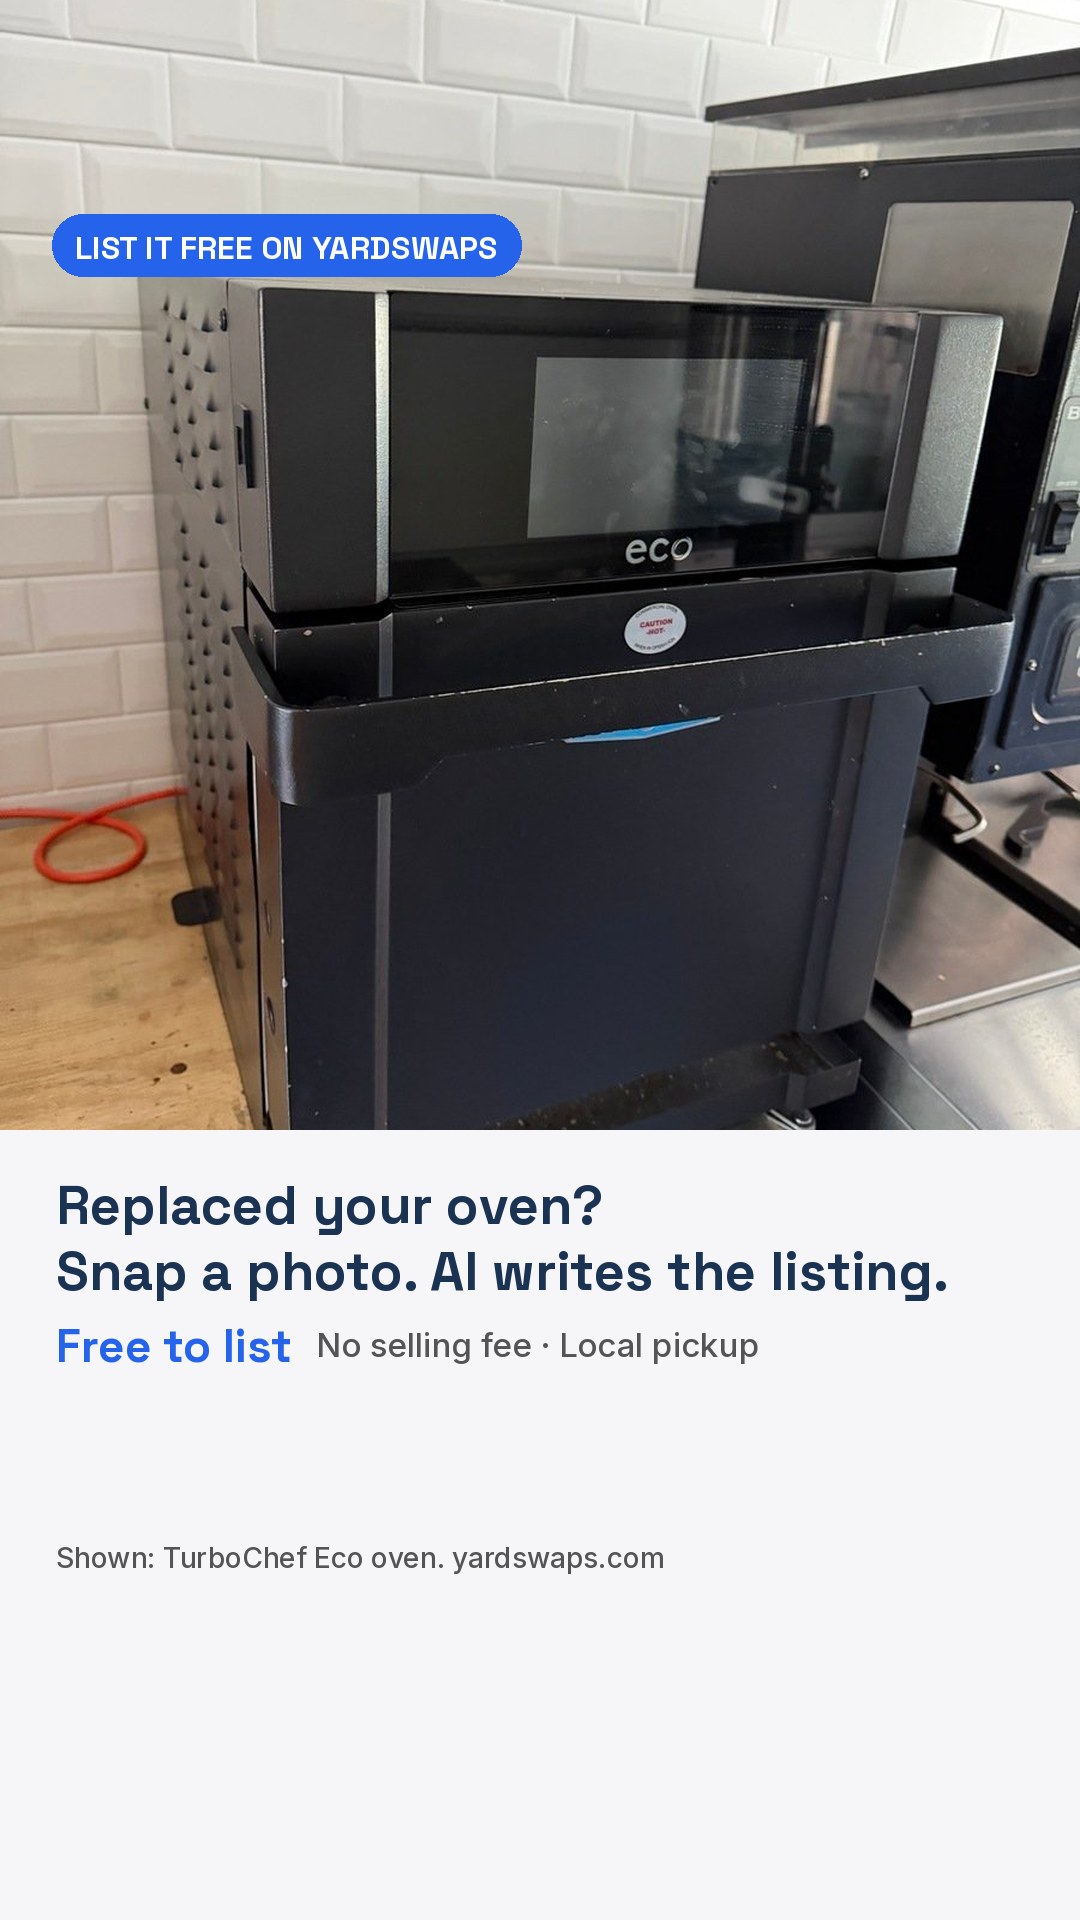 LIST IT FREE ON YARDSWAPS
eco
CAUTION
-HOT-
B
Replaced your oven?
Snap a photo. AI writes the listing.
Free to list No selling fee · Local pickup
Shown: TurboChef Eco oven. yardswaps.com